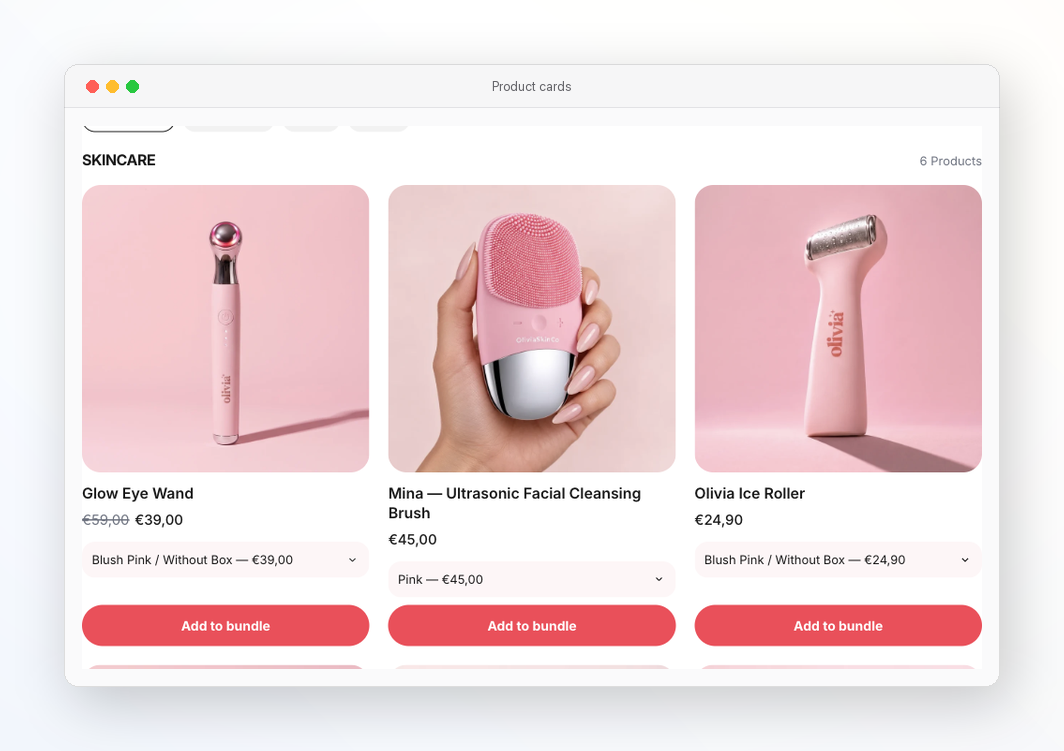 Product cards
SKINCARE
6 Products
olivia
olivia
Glow Eye Wand
€59,00 €39,00
Blush Pink / Without Box — €39,00
Add to bundle
Mina — Ultrasonic Facial Cleansing
Brush
€45,00
Pink — €45,00
Add to bundle
Olivia Ice Roller
€24,90
Blush Pink / Without Box — €24,90
Add to bundle